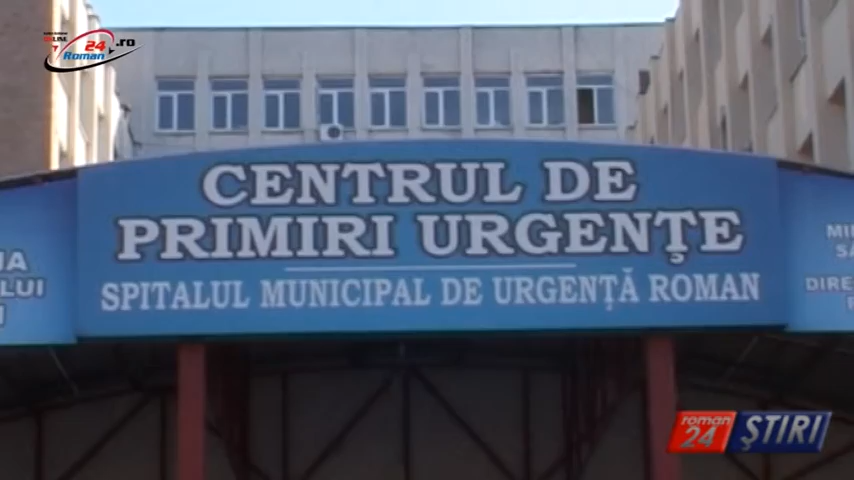 24 .ro
Roman
CENTRUL DE
PRIMIRI URGENȚE
SPITALUL MUNICIPAL DE URGENȚĂ ROMAN
roman
24 ȘTIRI